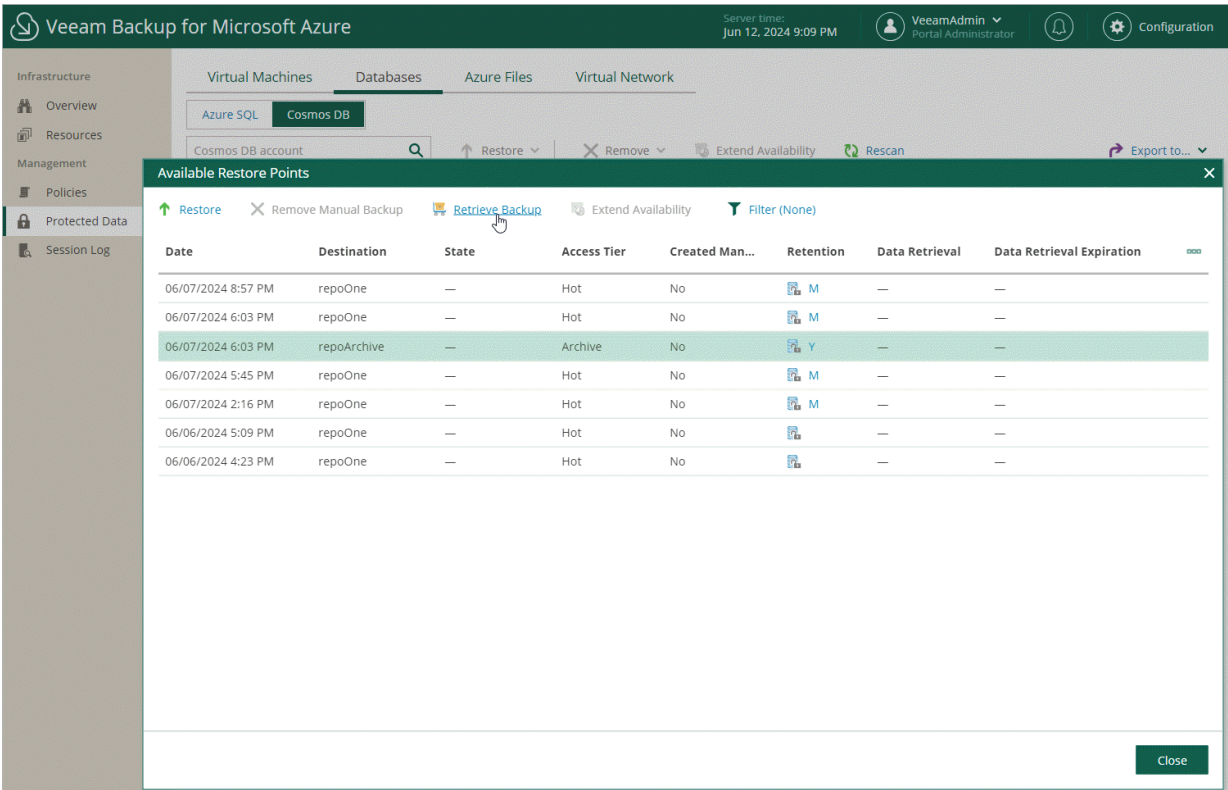 Veeam Backup for Microsoft Azure
Server time:
Jun 12, 2024 9:09 PM
VeeamAdmin
Portal Administrator
Configuration
Infrastructure
Overview
Resources
Management
Policies
Protected Data
Session Log
Virtual Machines Databases Azure Files Virtual Network
Azure SQL Cosmos DB
Cosmos DB account Restore Remove Extend Availability Rescan Export to...
Available Restore Points
Restore Remove Manual Backup Retrieve Backup Extend Availability Filter (None)
Date Destination State Access Tier Created Man... Retention Data Retrieval Data Retrieval Expiration
06/07/2024 8:57 PM repoOne — Hot No M — —
06/07/2024 6:03 PM repoOne — Hot No M — —
06/07/2024 6:03 PM repoArchive — Archive No Y — —
06/07/2024 5:45 PM repoOne — Hot No M — —
06/07/2024 2:16 PM repoOne — Hot No M — —
06/06/2024 5:09 PM repoOne — Hot No — —
06/06/2024 4:23 PM repoOne — Hot No — —
Close